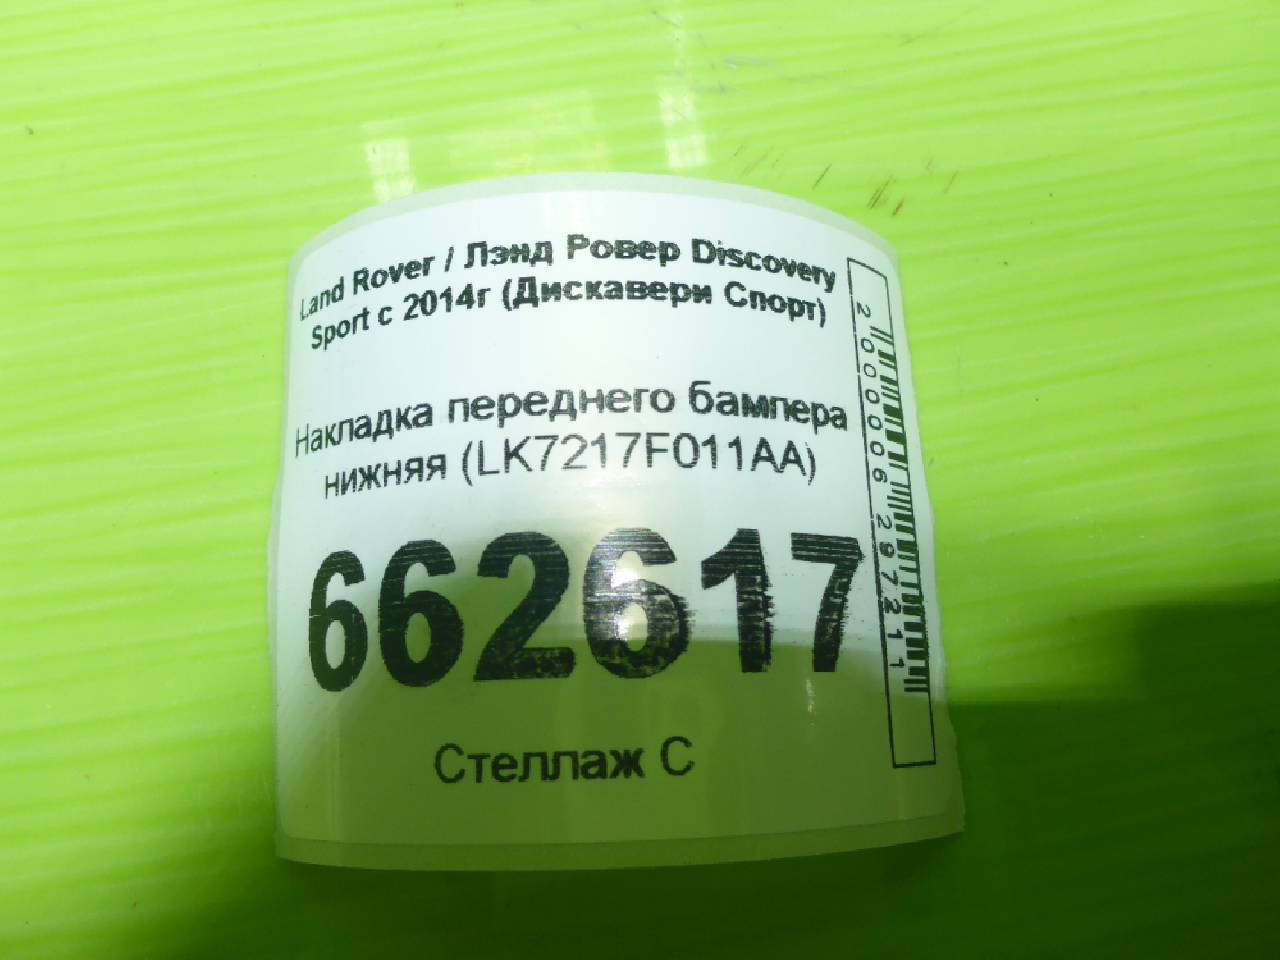 Land Rover / Лэнд Ровер Discovery
Sport с 2014г (Дискавери Спорт)
Накладка переднего бампера
нижняя (LK7217F011AA)
662617
Стеллаж С
2000006297211